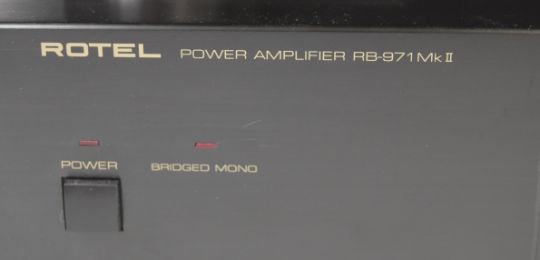 ROTEL POWER AMPLIFIER RB-971 Mk II
POWER BRIDGED MONO